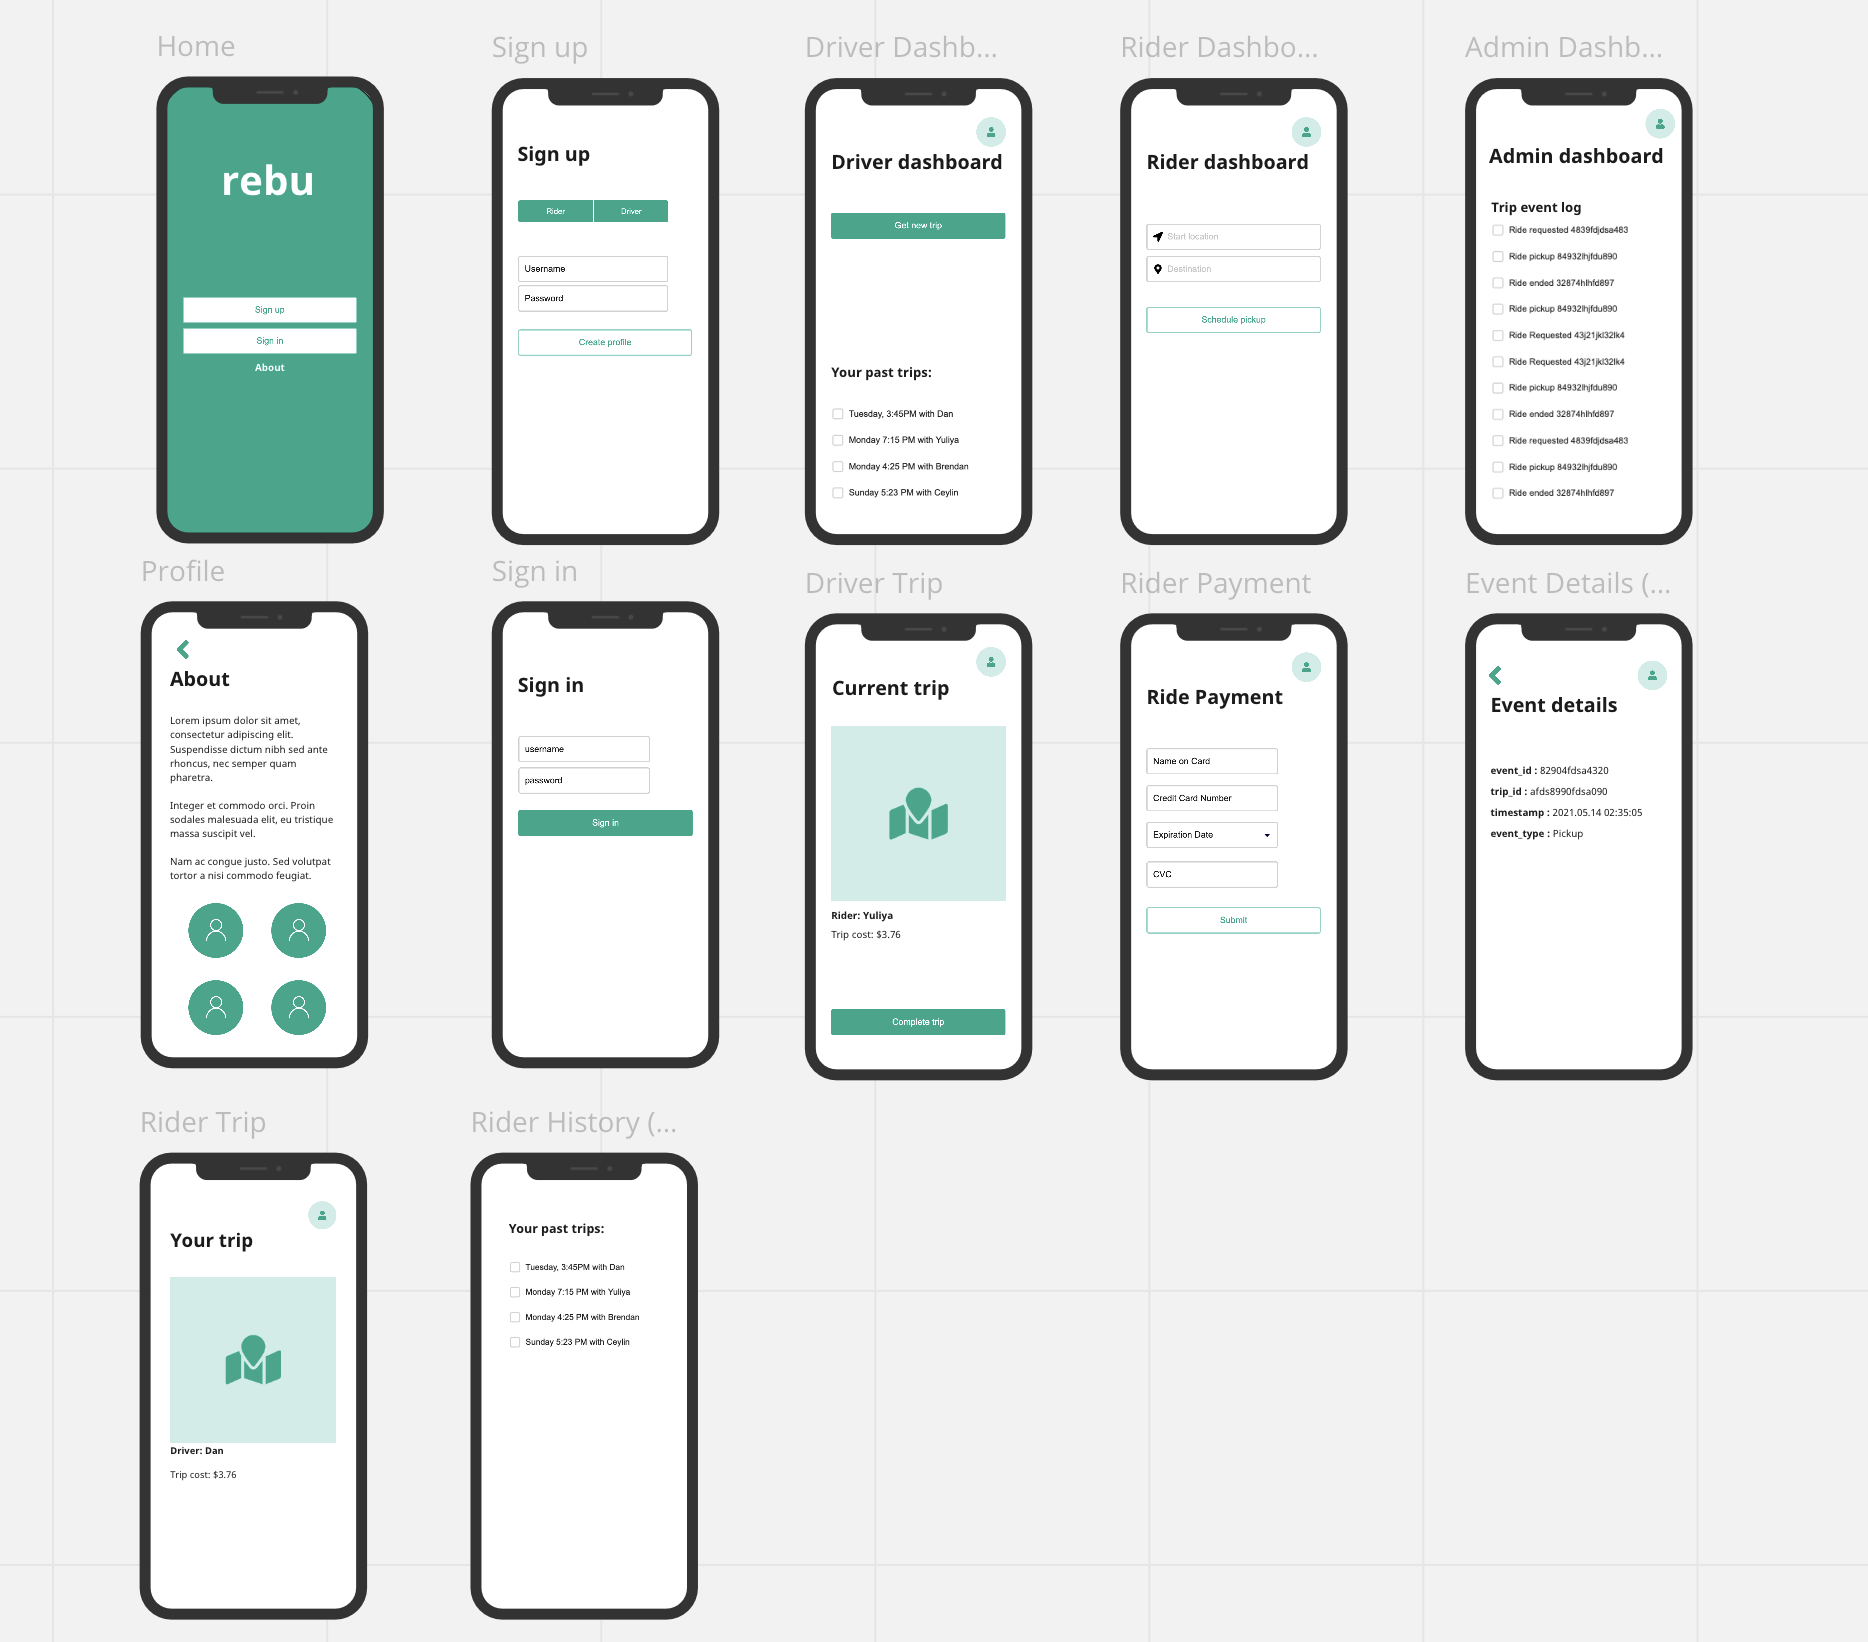 Home
rebu
Sign up
Sign in
About
Sign up
Sign up
Rider
Driver
Username
Password
Create profile
Driver Dashb...
Driver dashboard
Get new trip
Your past trips:
Tuesday, 3:45PM with Dan
Monday 7:15 PM with Yuliya
Monday 4:25 PM with Brendan
Sunday 5:23 PM with Ceylin
Rider Dashbo...
Rider dashboard
Start location
Destination
Schedule pickup
Admin Dashb...
Admin dashboard
Trip event log
Ride requested 4839fdjdsa483
Ride pickup 84932lhjfdu890
Ride ended 32874hlhfd897
Ride pickup 84932lhjfdu890
Ride Requested 43j21jkl32lk4
Ride Requested 43j21jkl32lk4
Ride pickup 84932lhjfdu890
Ride ended 32874hlhfd897
Ride requested 4839fdjdsa483
Ride pickup 84932lhjfdu890
Ride ended 32874hlhfd897
Profile
About
Lorem ipsum dolor sit amet,
consectetur adipiscing elit.
Suspendisse dictum nibh sed ante
rhoncus, nec semper quam
pharetra.
Integer et commodo orci. Proin
sodales malesuada elit, eu tristique
massa suscipit vel.
Nam ac congue justo. Sed volutpat
tortor a nisi commodo feugiat.
Sign in
Sign in
username
password
Sign in
Driver Trip
Current trip
Rider: Yuliya
Trip cost: $3.76
Complete trip
Rider Payment
Ride Payment
Name on Card
Credit Card Number
Expiration Date
CVC
Submit
Event Details (...
Event details
event_id : 82904fdsa4320
trip_id : afds8990fdsa090
timestamp : 2021.05.14 02:35:05
event_type : Pickup
Rider Trip
Your trip
Driver: Dan
Trip cost: $3.76
Rider History (...
Your past trips:
Tuesday, 3:45PM with Dan
Monday 7:15 PM with Yuliya
Monday 4:25 PM with Brendan
Sunday 5:23 PM with Ceylin